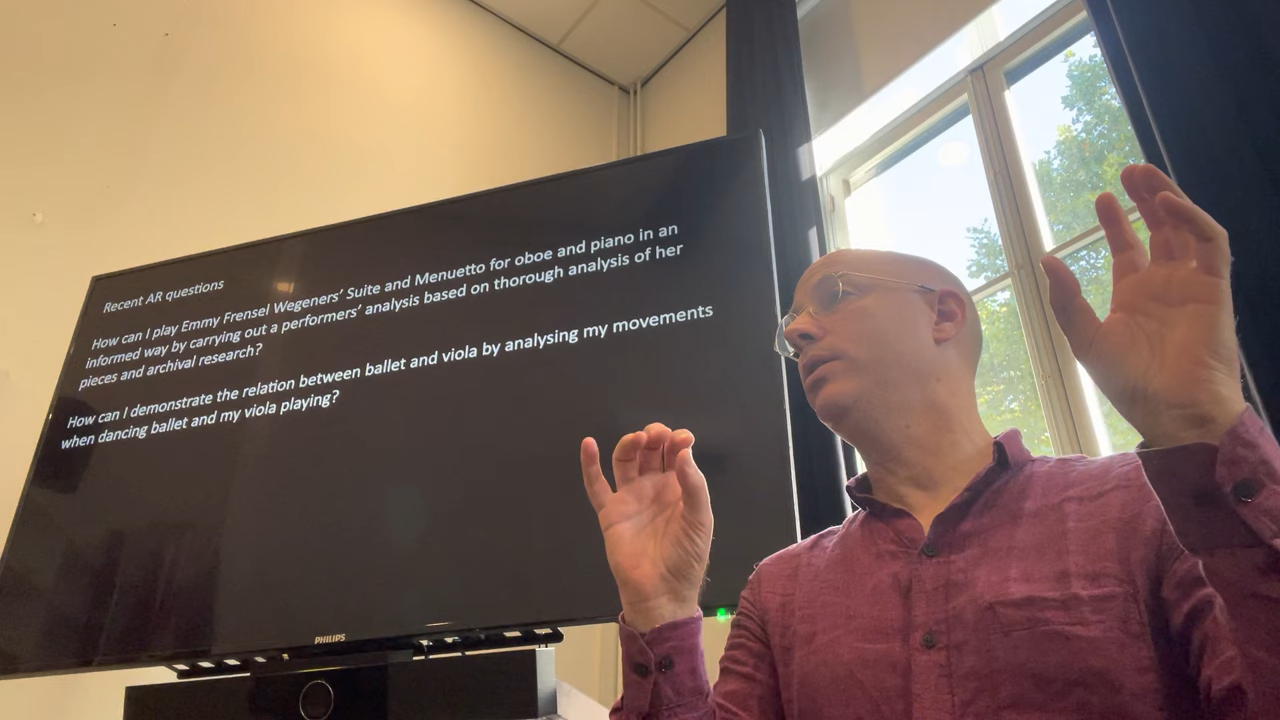 Recent AR questions
How can I play Emmy Frensel Wegeners’ Suite and Menuetto for oboe and piano in an
informed way by carrying out a performers’ analysis based on thorough analysis of her
pieces and archival research?
How can I demonstrate the relation between ballet and viola by analysing my movements
when dancing ballet and my viola playing?
PHILIPS